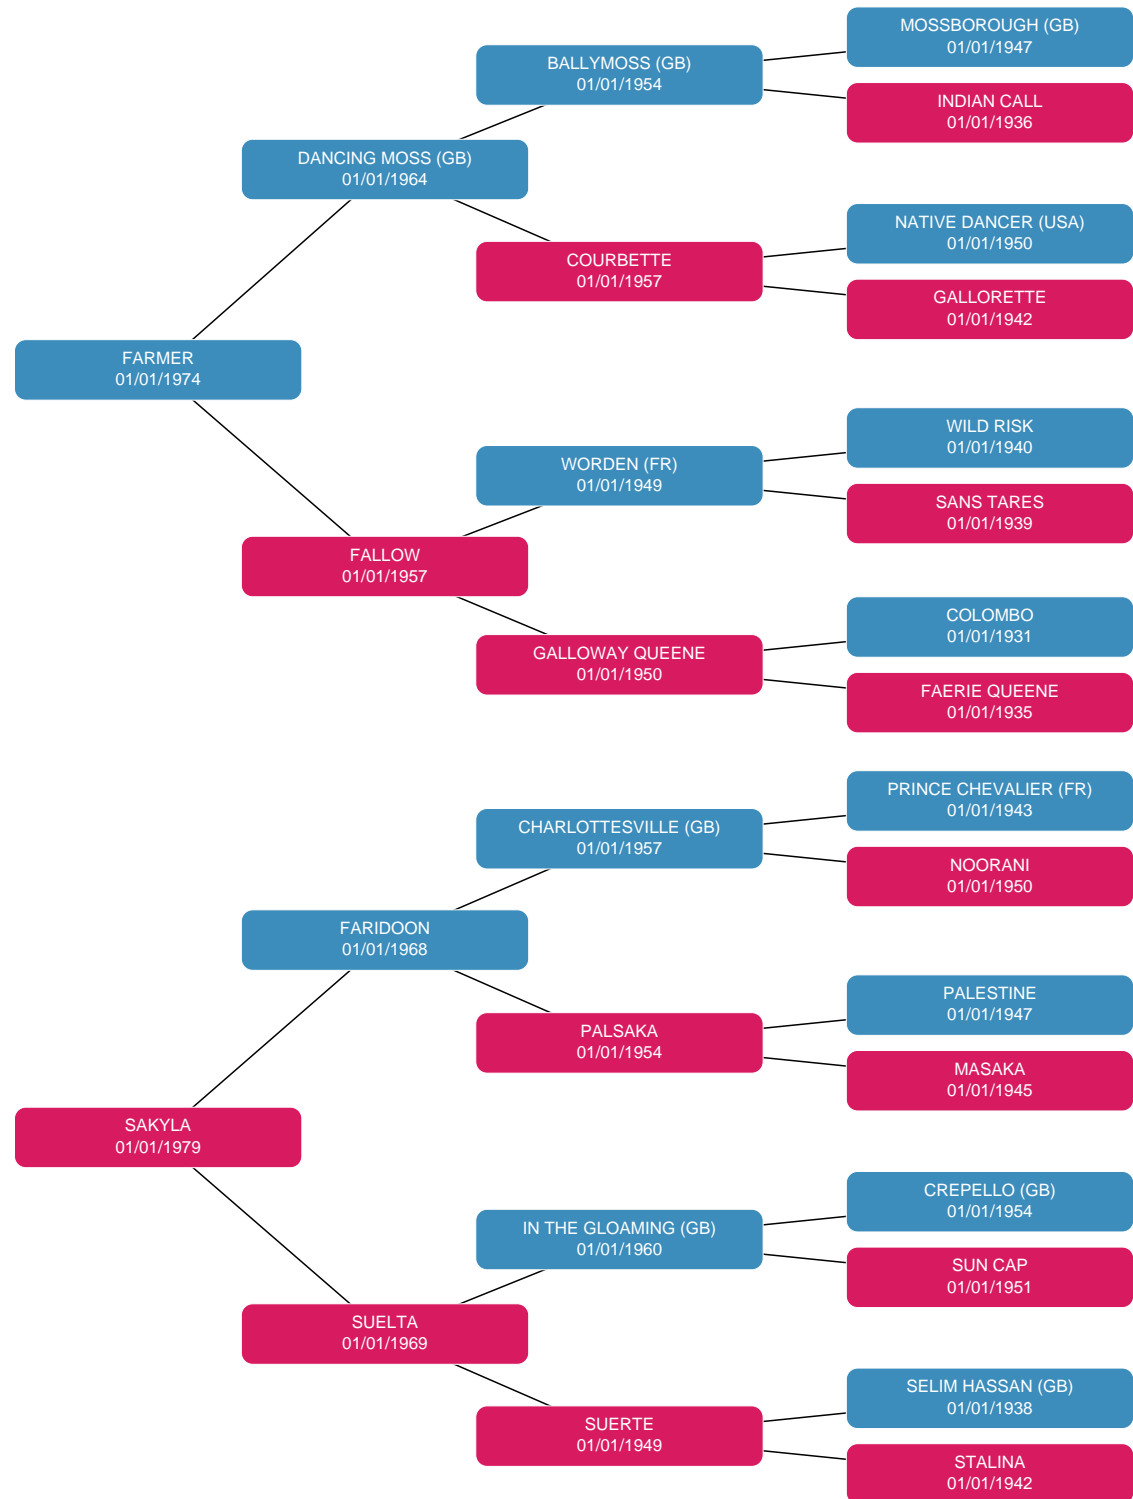 MOSSBOROUGH (GB)
01/01/1947
BALLYMOSS (GB)
01/01/1954
INDIAN CALL
01/01/1936
DANCING MOSS (GB)
01/01/1964
NATIVE DANCER (USA)
01/01/1950
COURBETTE
01/01/1957
GALLORETTE
01/01/1942
FARMER
01/01/1974
WILD RISK
01/01/1940
WORDEN (FR)
01/01/1949
SANS TARES
01/01/1939
FALLOW
01/01/1957
COLOMBO
01/01/1931
GALLOWAY QUEENE
01/01/1950
FAERIE QUEENE
01/01/1935
PRINCE CHEVALIER (FR)
01/01/1943
CHARLOTTESVILLE (GB)
01/01/1957
NOORANI
01/01/1950
FARIDOON
01/01/1968
PALESTINE
01/01/1947
PALSAKA
01/01/1954
MASAKA
01/01/1945
SAKYLA
01/01/1979
CREPELLO (GB)
01/01/1954
IN THE GLOAMING (GB)
01/01/1960
SUN CAP
01/01/1951
SUELTA
01/01/1969
SELIM HASSAN (GB)
01/01/1938
SUERTE
01/01/1949
STALINA
01/01/1942